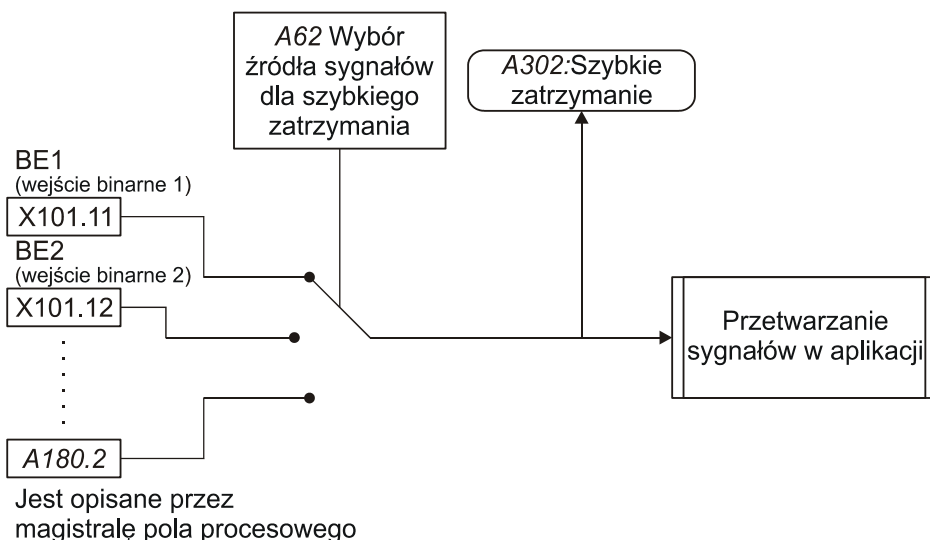 A62 Wybór
źródła sygnałów
dla szybkiego
zatrzymania
A302:Szybkie
zatrzymanie
BE1
(wejście binarne 1)
X101.11
BE2
(wejście binarne 2)
X101.12
Przetwarzanie
sygnałów w aplikacji
A180.2
Jest opisane przez
magistralę pola procesowego